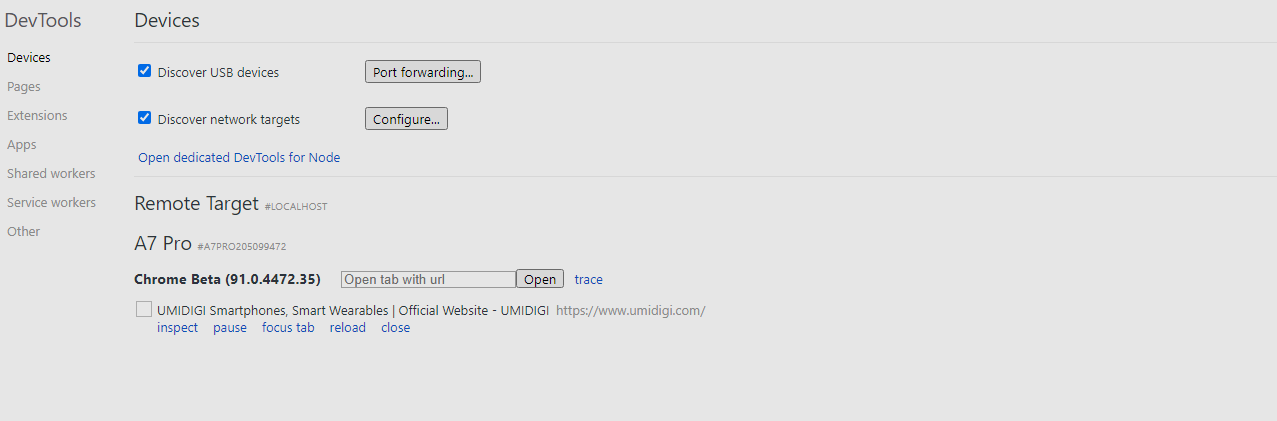 DevTools
Devices
Pages
Extensions
Apps
Shared workers
Service workers
Other
Devices
Discover USB devices Port forwarding...
Discover network targets Configure...
Open dedicated DevTools for Node
Remote Target #LOCALHOST
A7 Pro #A7PRO205099472
Chrome Beta (91.0.4472.35) Open tab with url Open trace
UMIDIGI Smartphones, Smart Wearables | Official Website - UMIDIGI https://www.umidigi.com/
inspect pause focus tab reload close